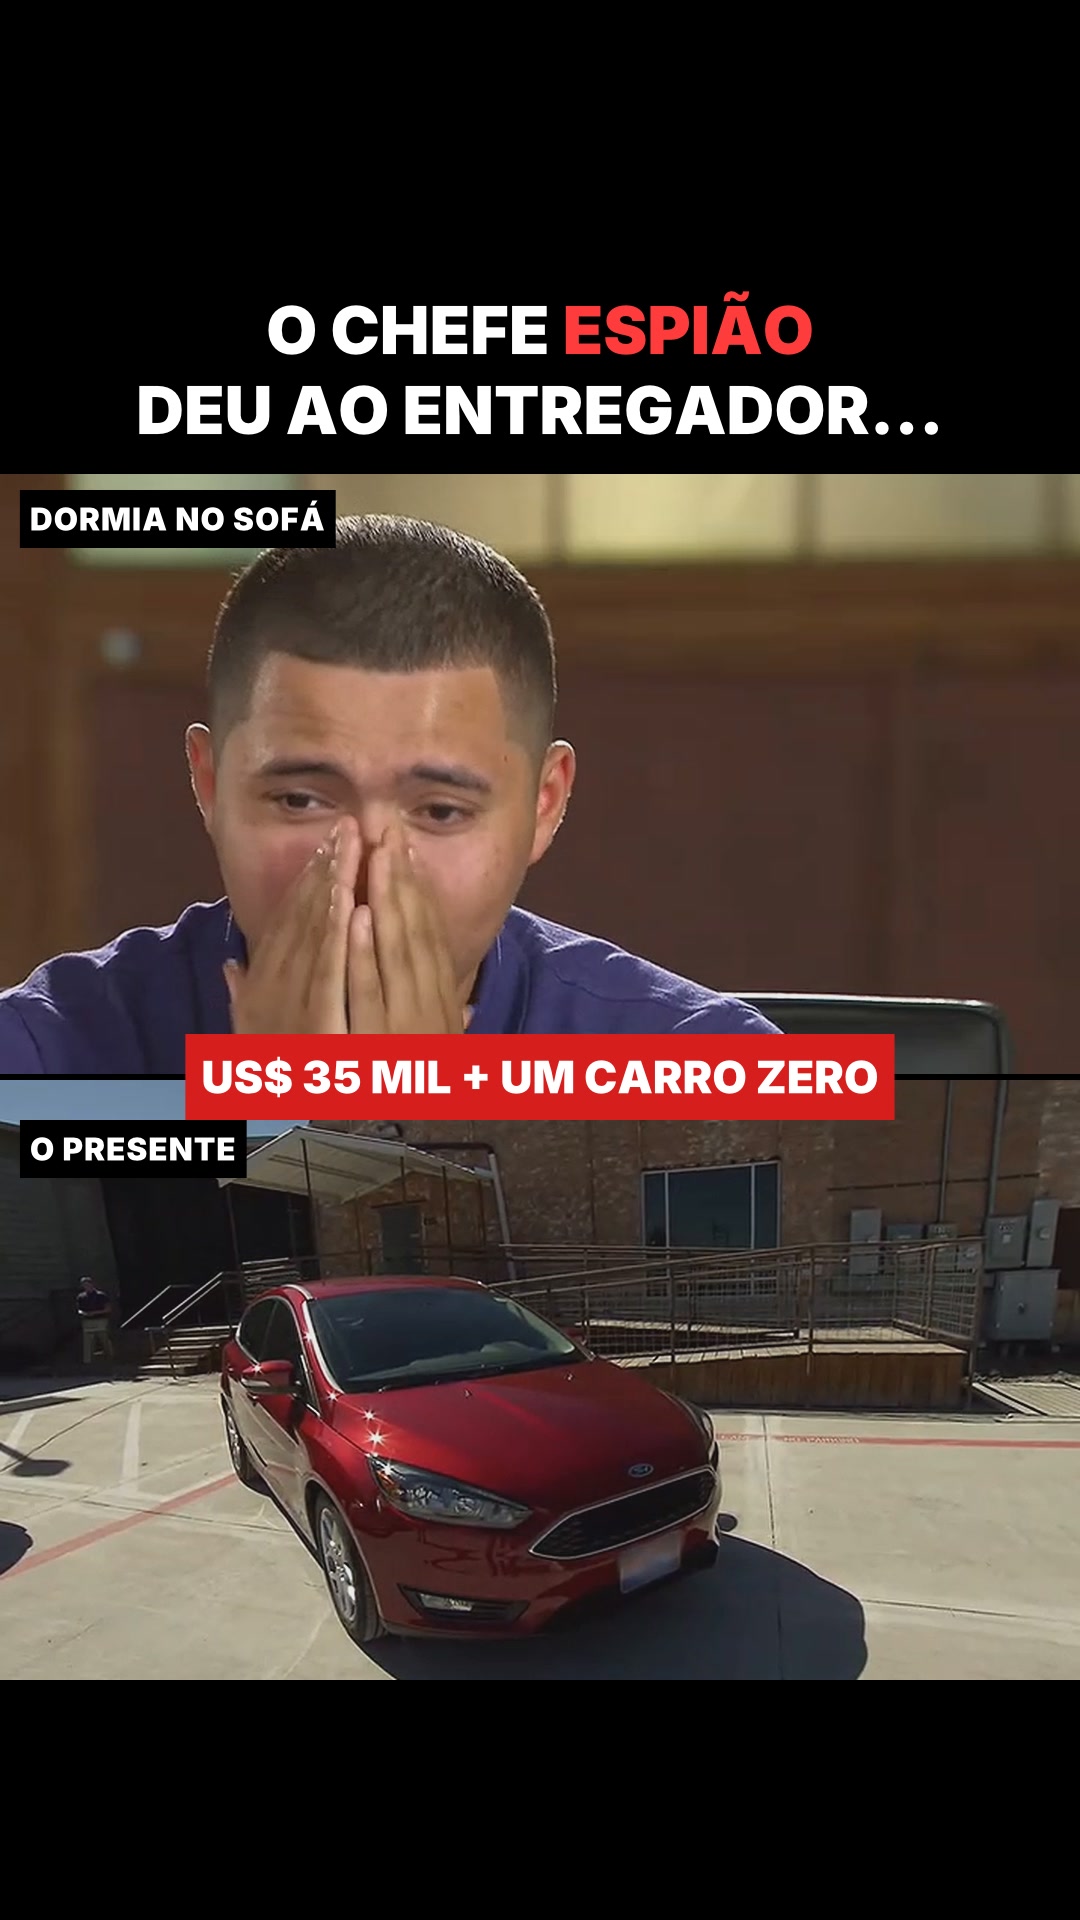 O CHEFE ESPIÃO
DEU AO ENTREGADOR...
DORMIA NO SOFÁ
US$ 35 MIL + UM CARRO ZERO
O PRESENTE